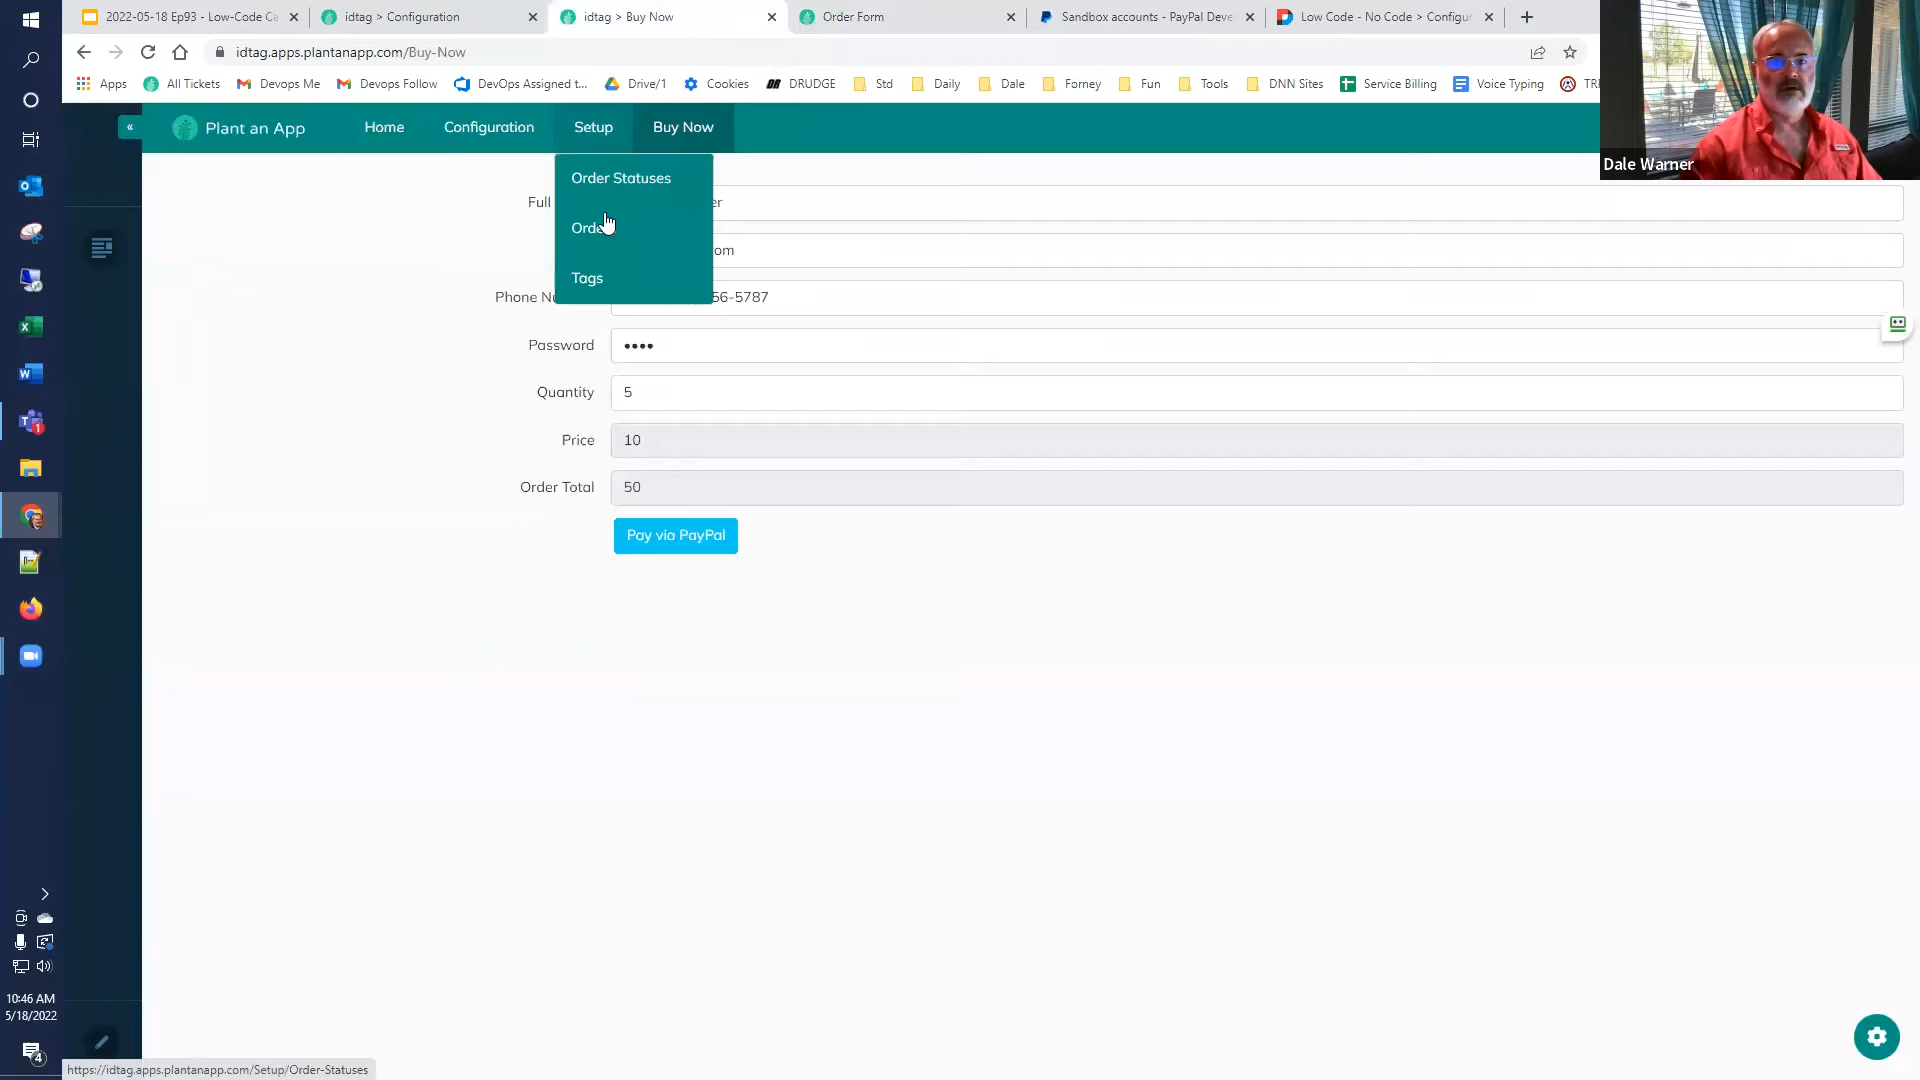 2022-05-18 Ep93 - Low-Code Ca
idtag > Configuration
idtag > Buy Now
Order Form
Sandbox accounts - PayPal Deve
Low Code - No Code > Configur
idtag.apps.plantanapp.com/Buy-Now
Apps
All Tickets
Devops Me
Devops Follow
DevOps Assigned t...
Drive/1
Cookies
DR DRUDGE
Std
Daily
Dale
Forney
Fun
Tools
DNN Sites
Service Billing
Voice Typing
Plant an App
Home
Configuration
Setup
Buy Now
Dale Warner
Order Statuses
Full
er
Orde
om
Tags
Phone Nu
56-5787
Password
••••
Quantity
5
Price
10
Order Total
50
Pay via PayPal
10:46 AM
5/18/2022
4
https://idtag.apps.plantanapp.com/Setup/Order-Statuses